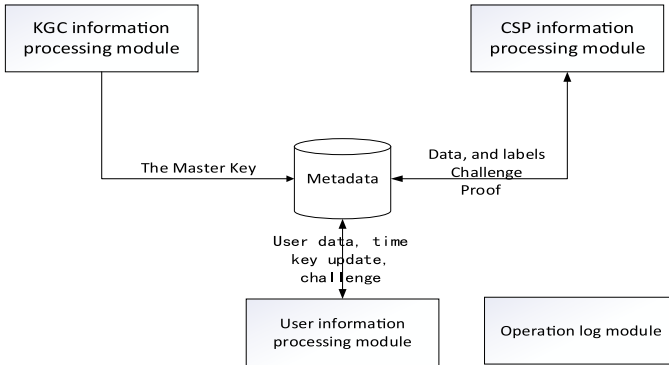 KGC information
processing module
CSP information
processing module
The Master Key
Metadata
Data, and labels
Challenge
Proof
User data, time
key update,
challenge
User information
processing module
Operation log module